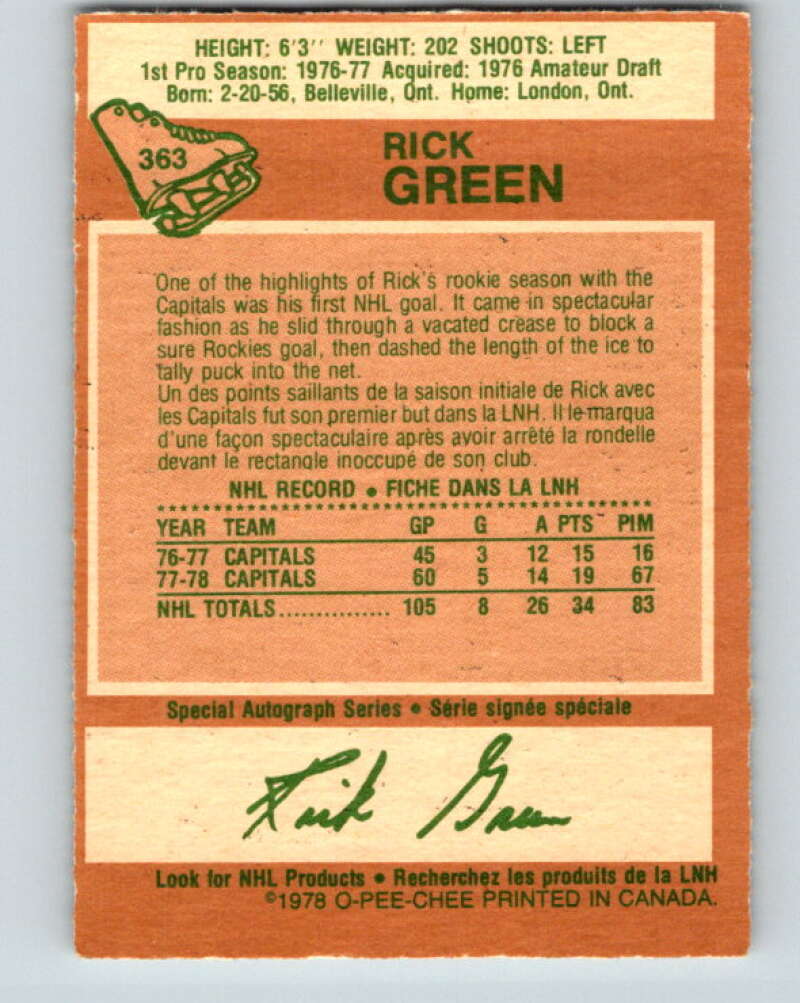 HEIGHT: 6'3'' WEIGHT: 202 SHOOTS: LEFT
1st Pro Season: 1976-77 Acquired: 1976 Amateur Draft
Born: 2-20-56, Belleville, Ont. Home: London, Ont.
363
RICK
GREEN
One of the highlights of Rick's rookie season with the
Capitals was his first NHL goal. It came in spectacular
fashion as he slid through a vacated crease to block a
sure Rockies goal, then dashed the length of the ice to
tally puck into the net.
Un des points saillants de la saison initiale de Rick avec
les Capitals fut son premier but dans la LNH. Il le marqua
d'une façon spectaculaire après avoir arrêté la rondelle
devant le rectangle inoccupé de son club.
NHL RECORD • FICHE DANS LA LNH
YEAR TEAM GP G A PTS PIM
76-77 CAPITALS 45 3 12 15 16
77-78 CAPITALS 60 5 14 19 67
NHL TOTALS............... 105 8 26 34 83
Special Autograph Series • Série signée spéciale
Rick Green
Look for NHL Products • Recherchez les produits de la LNH
©1978 O-PEE-CHEE PRINTED IN CANADA.